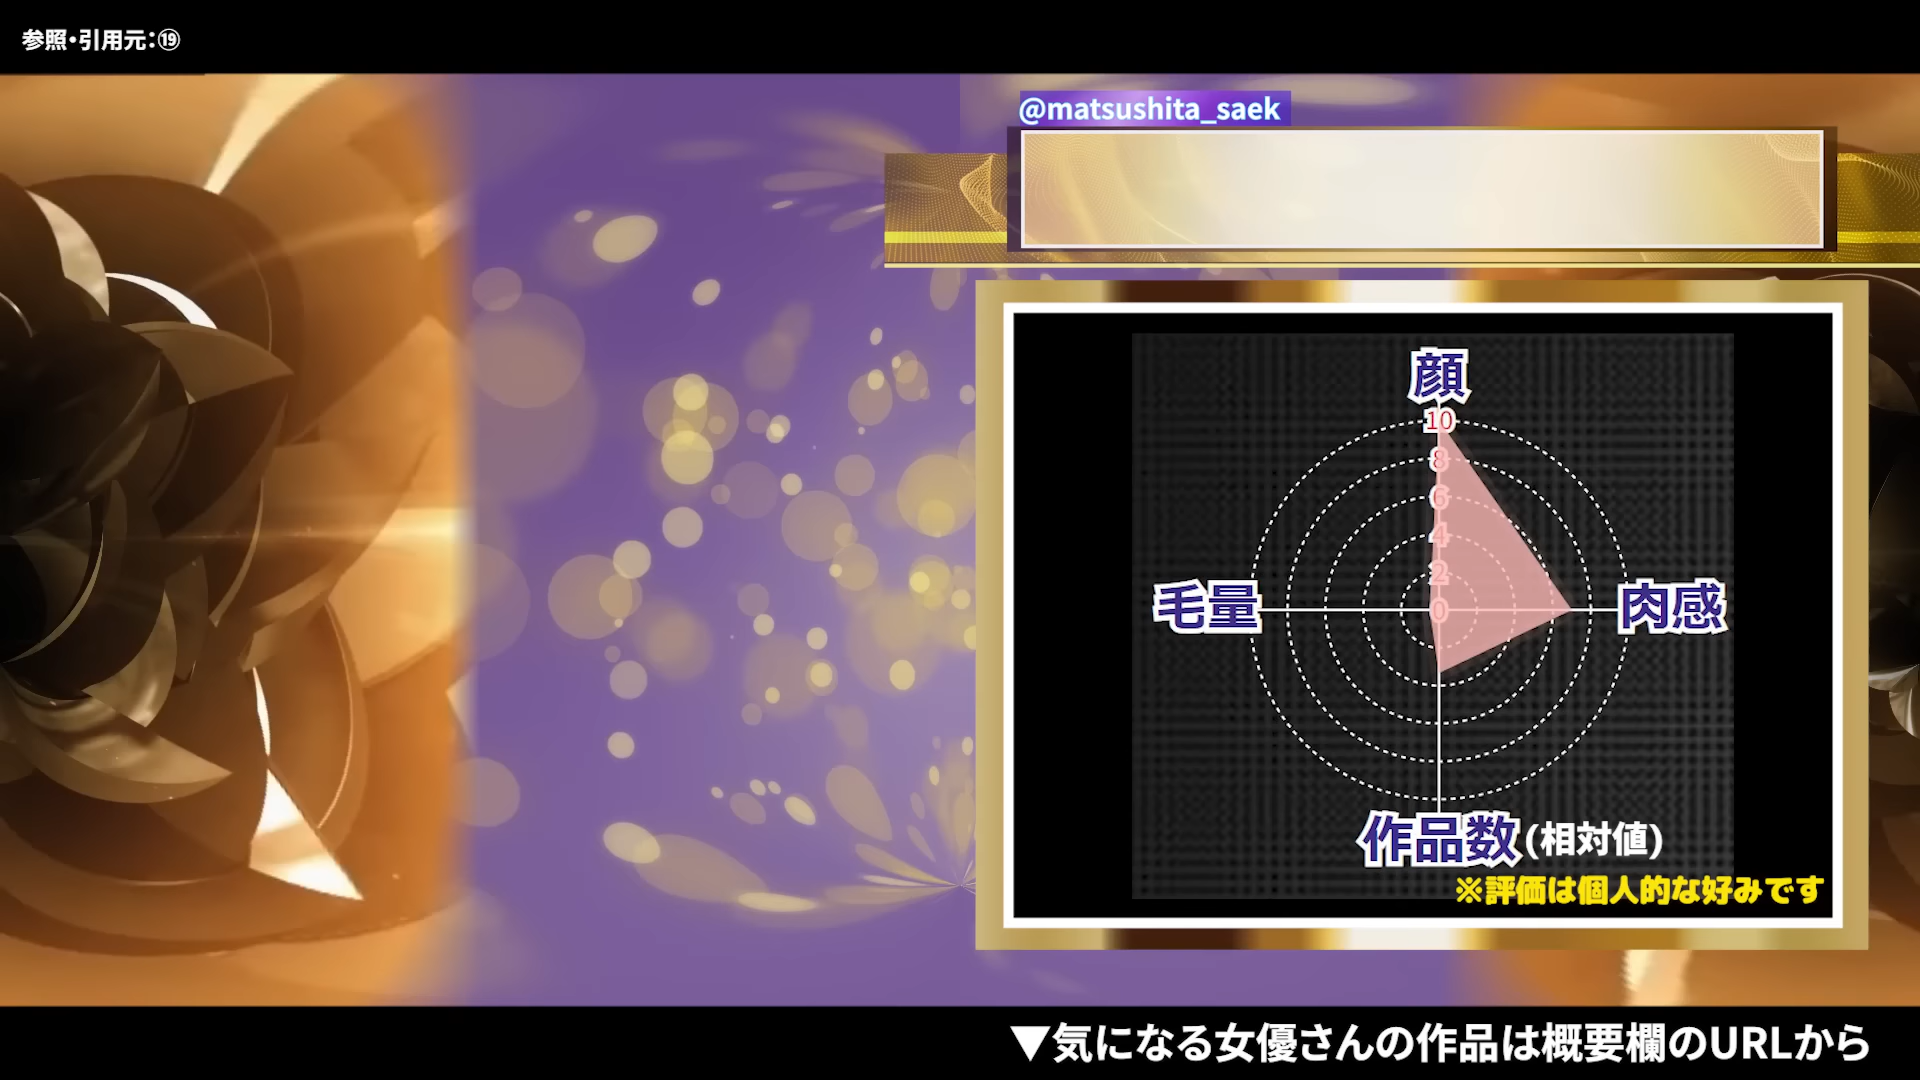 参照・引用元：⑲
@matsushita_saek
顔
10
8
6
4
2
0
毛量
肉感
作品数(相対値)
※評価は個人的な好みです
▼気になる女優さんの作品は概要欄のURLから